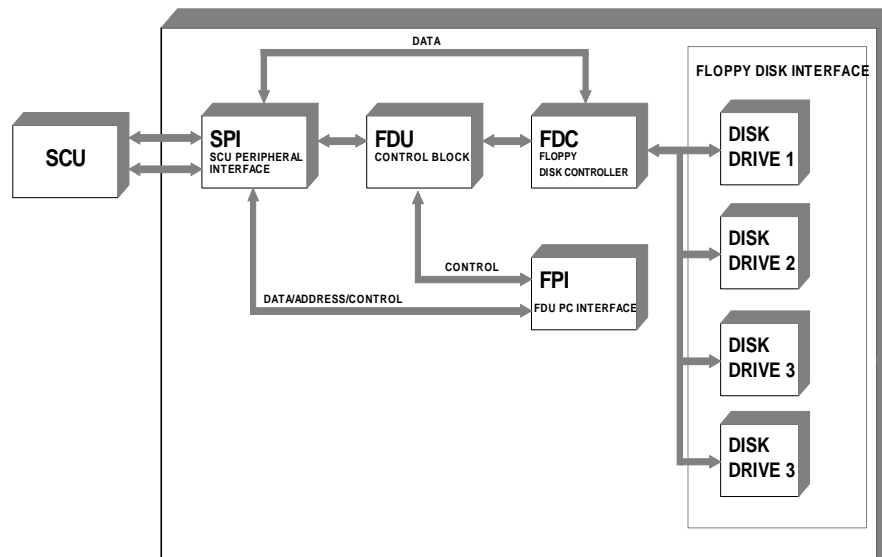 DATA
FLOPPY DISK INTERFACE
SCU
SPI
SCU PERIPHERAL
INTERFACE
FDU
CONTROL BLOCK
FDC
FLOPPY
DISK CONTROLLER
DISK
DRIVE 1
DISK
DRIVE 2
CONTROL
DATA/ADDRESS/CONTROL
FPI
FDU PC INTERFACE
DISK
DRIVE 3
DISK
DRIVE 3